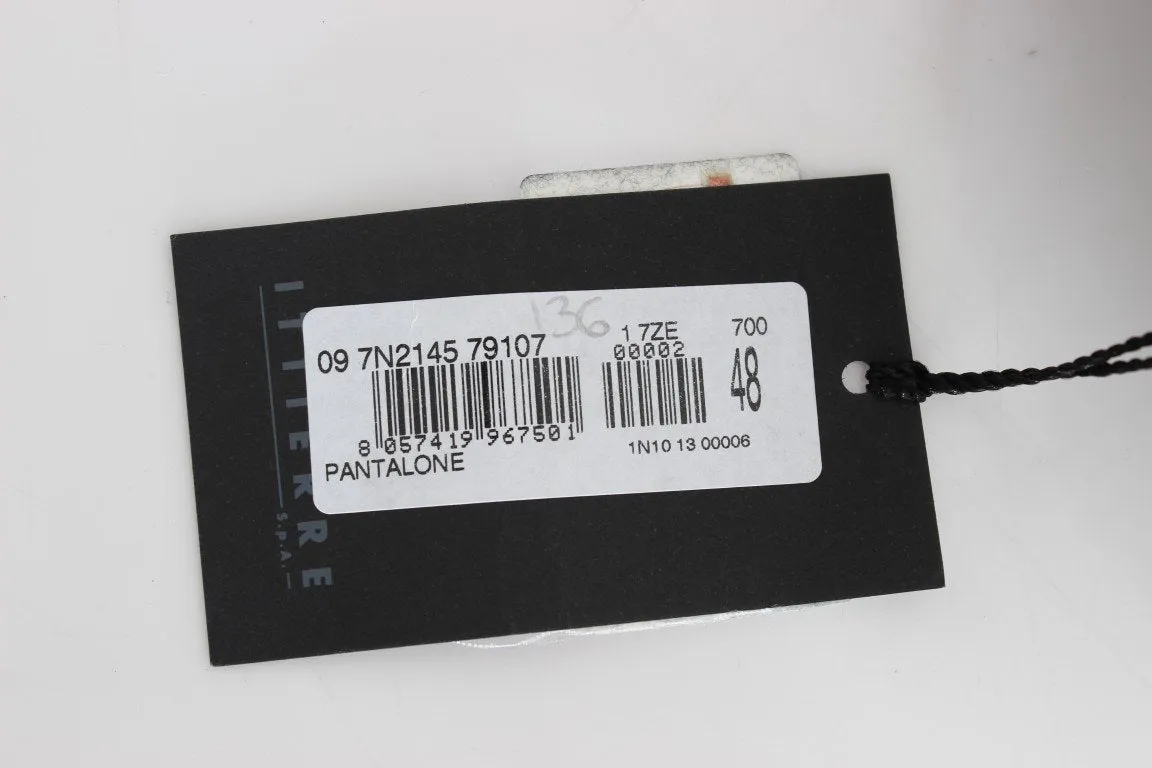 ITTIERRE
S.P.A.
136
09 7N2145 79107
1 7ZE
700
00002
48
8 057419 967501
1N10 13 00006
PANTALONE